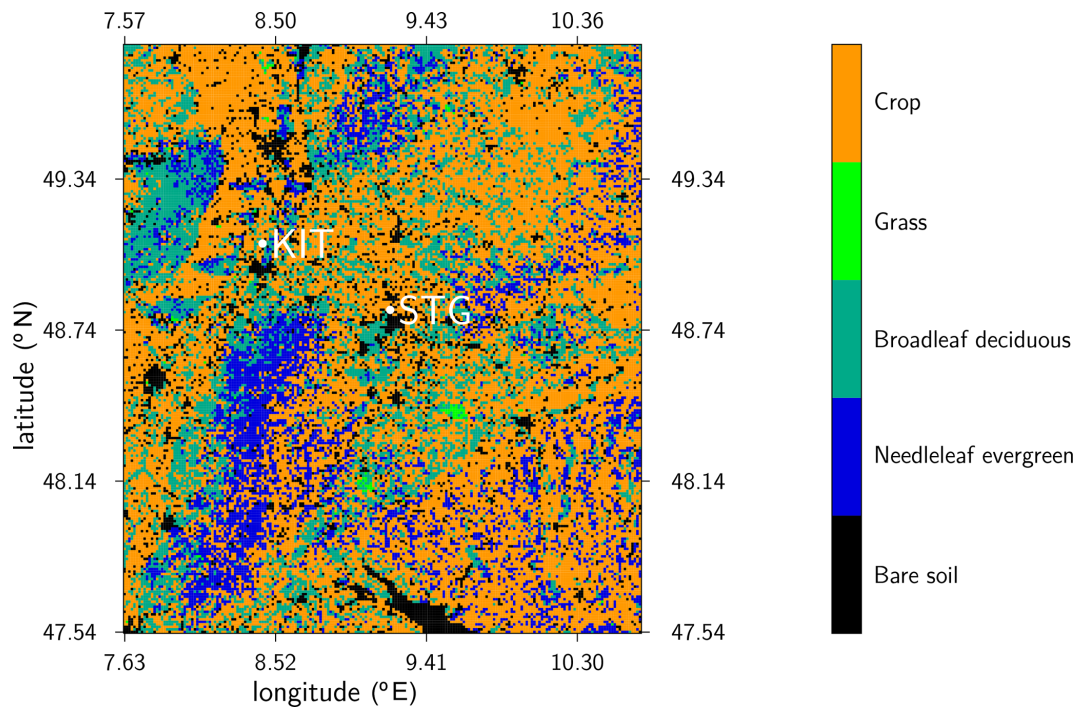 7.57 8.50 9.43 10.36
Crop
49.34 49.34
Grass
KIT
STG
48.74 48.74
Broadleaf deciduous
latitude (º N)
Needleleaf evergreen
48.14 48.14
Bare soil
47.54 47.54
7.63 8.52 9.41 10.30
longitude (ºE)